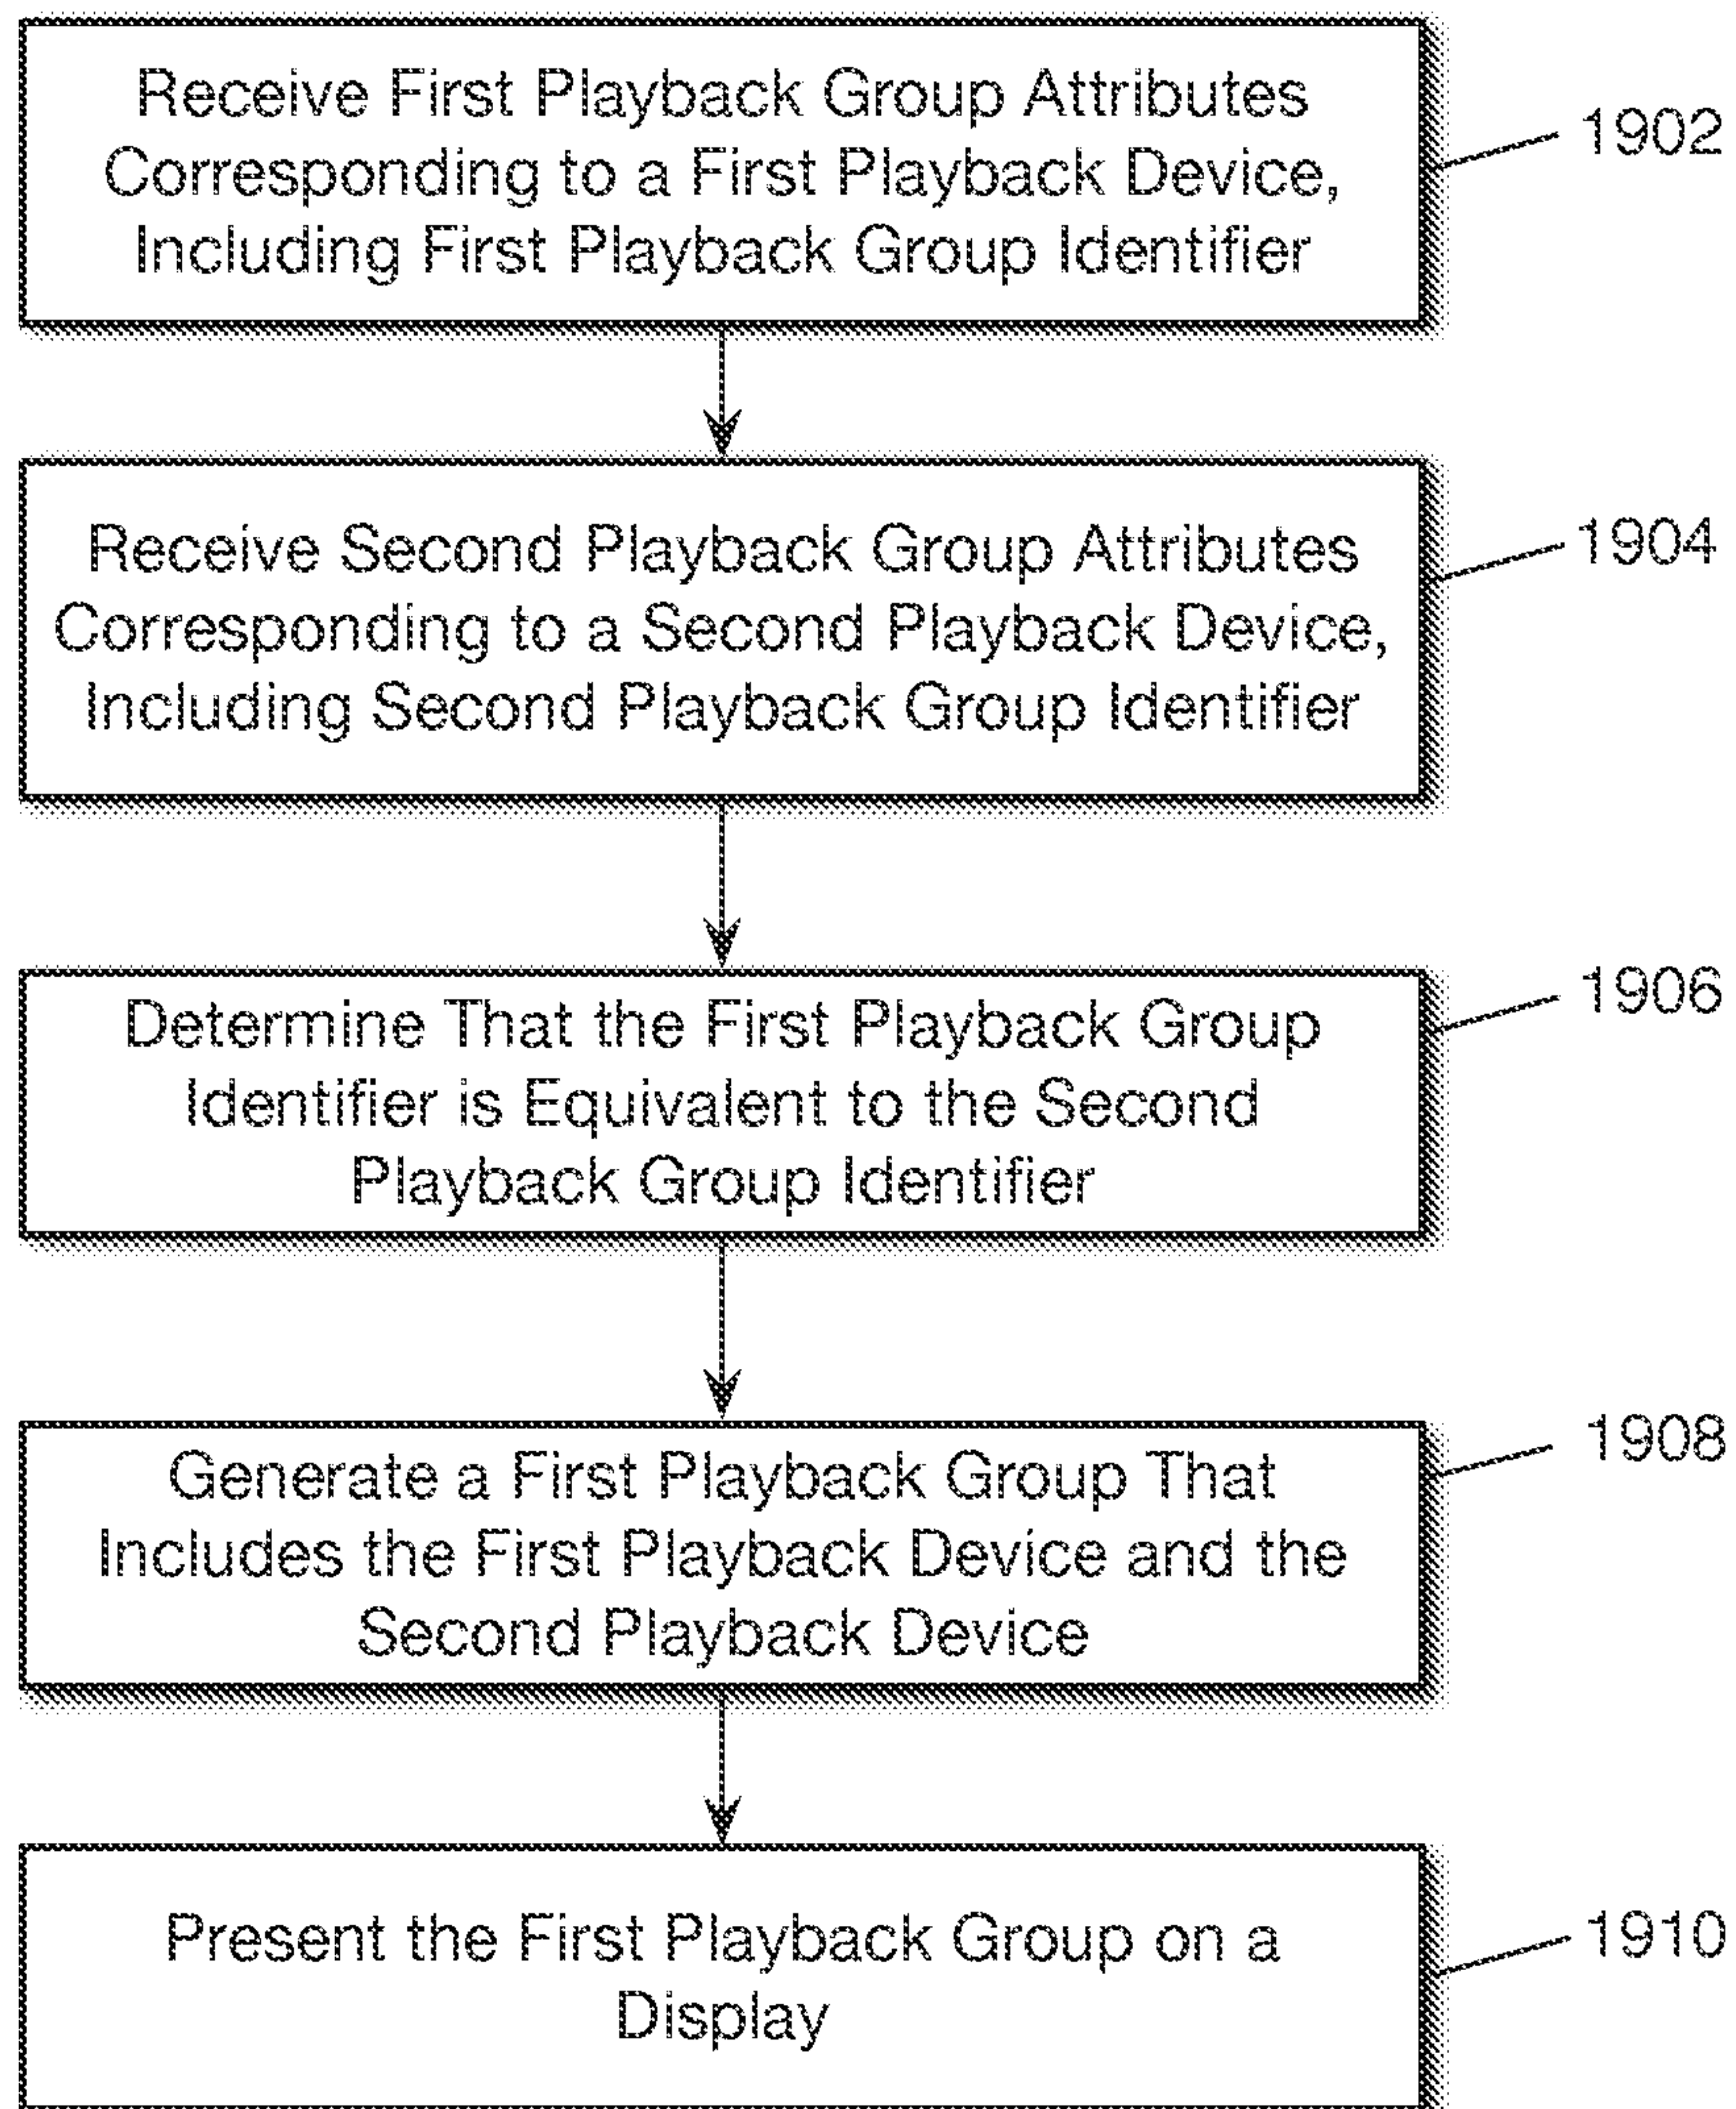 Receive First Playback Group Attributes
Corresponding to a First Playback Device,
Including First Playback Group Identifier
1902
Receive Second Playback Group Attributes
Corresponding to a Second Playback Device,
Including Second Playback Group Identifier
1904
Determine That the First Playback Group
Identifier is Equivalent to the Second
Playback Group Identifier
1906
Generate a First Playback Group That
Includes the First Playback Device and the
Second Playback Device
1908
Present the First Playback Group on a
Display
1910